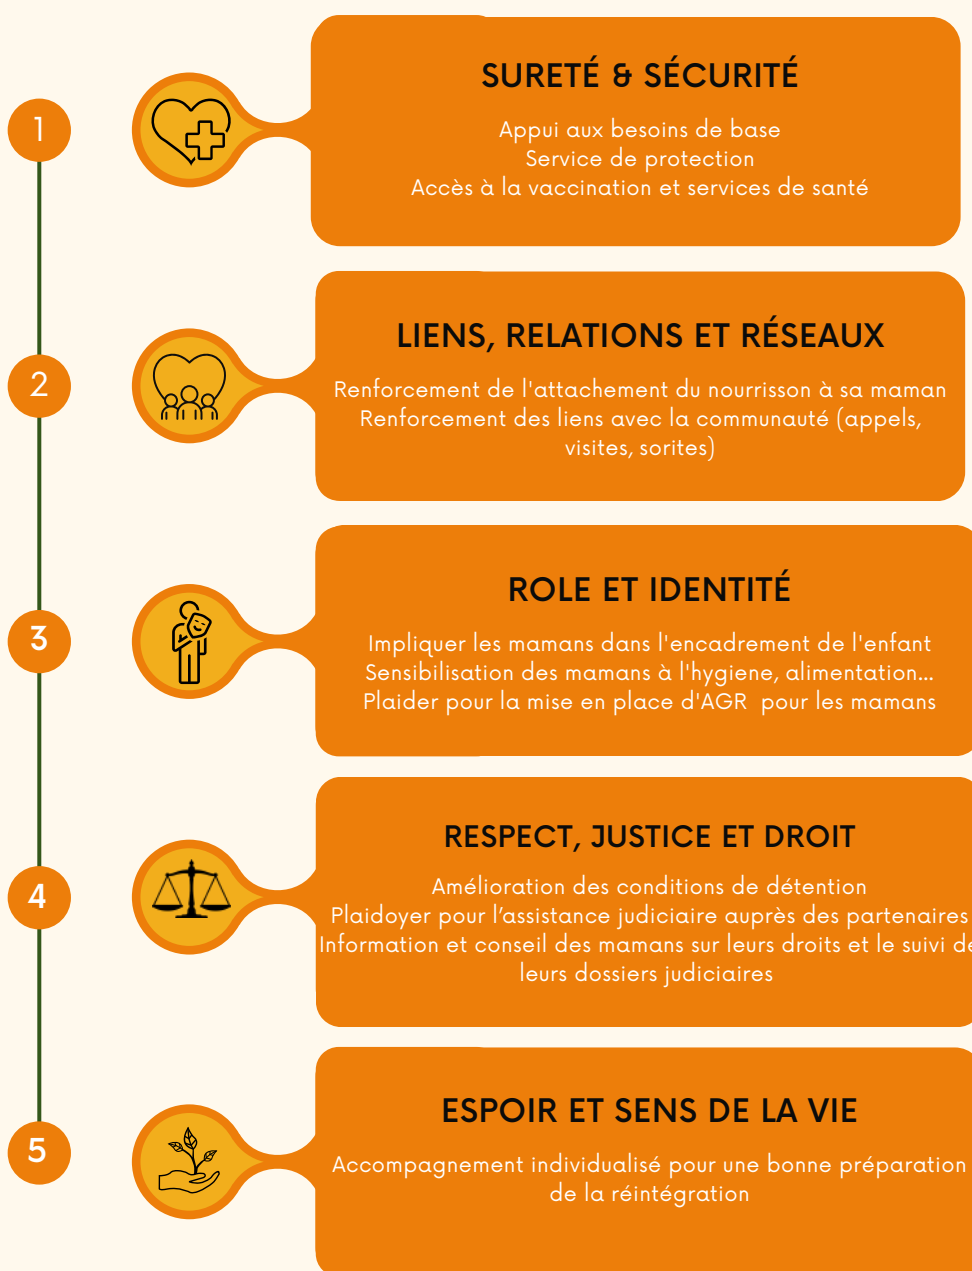 1
SURETÉ & SÉCURITÉ
Appui aux besoins de base
Service de protection
Accès à la vaccination et services de santé
2
LIENS, RELATIONS ET RÉSEAUX
Renforcement de l'attachement du nourrisson à sa maman
Renforcement des liens avec la communauté (appels,
visites, sorites)
3
ROLE ET IDENTITÉ
Impliquer les mamans dans l'encadrement de l'enfant
Sensibilisation des mamans à l'hygiene, alimentation...
Plaider pour la mise en place d'AGR pour les mamans
4
RESPECT, JUSTICE ET DROIT
Amélioration des conditions de détention
Plaidoyer pour l’assistance judiciaire auprès des partenaires
Information et conseil des mamans sur leurs droits et le suivi de
leurs dossiers judiciaires
5
ESPOIR ET SENS DE LA VIE
Accompagnement individualisé pour une bonne préparation
de la réintégration